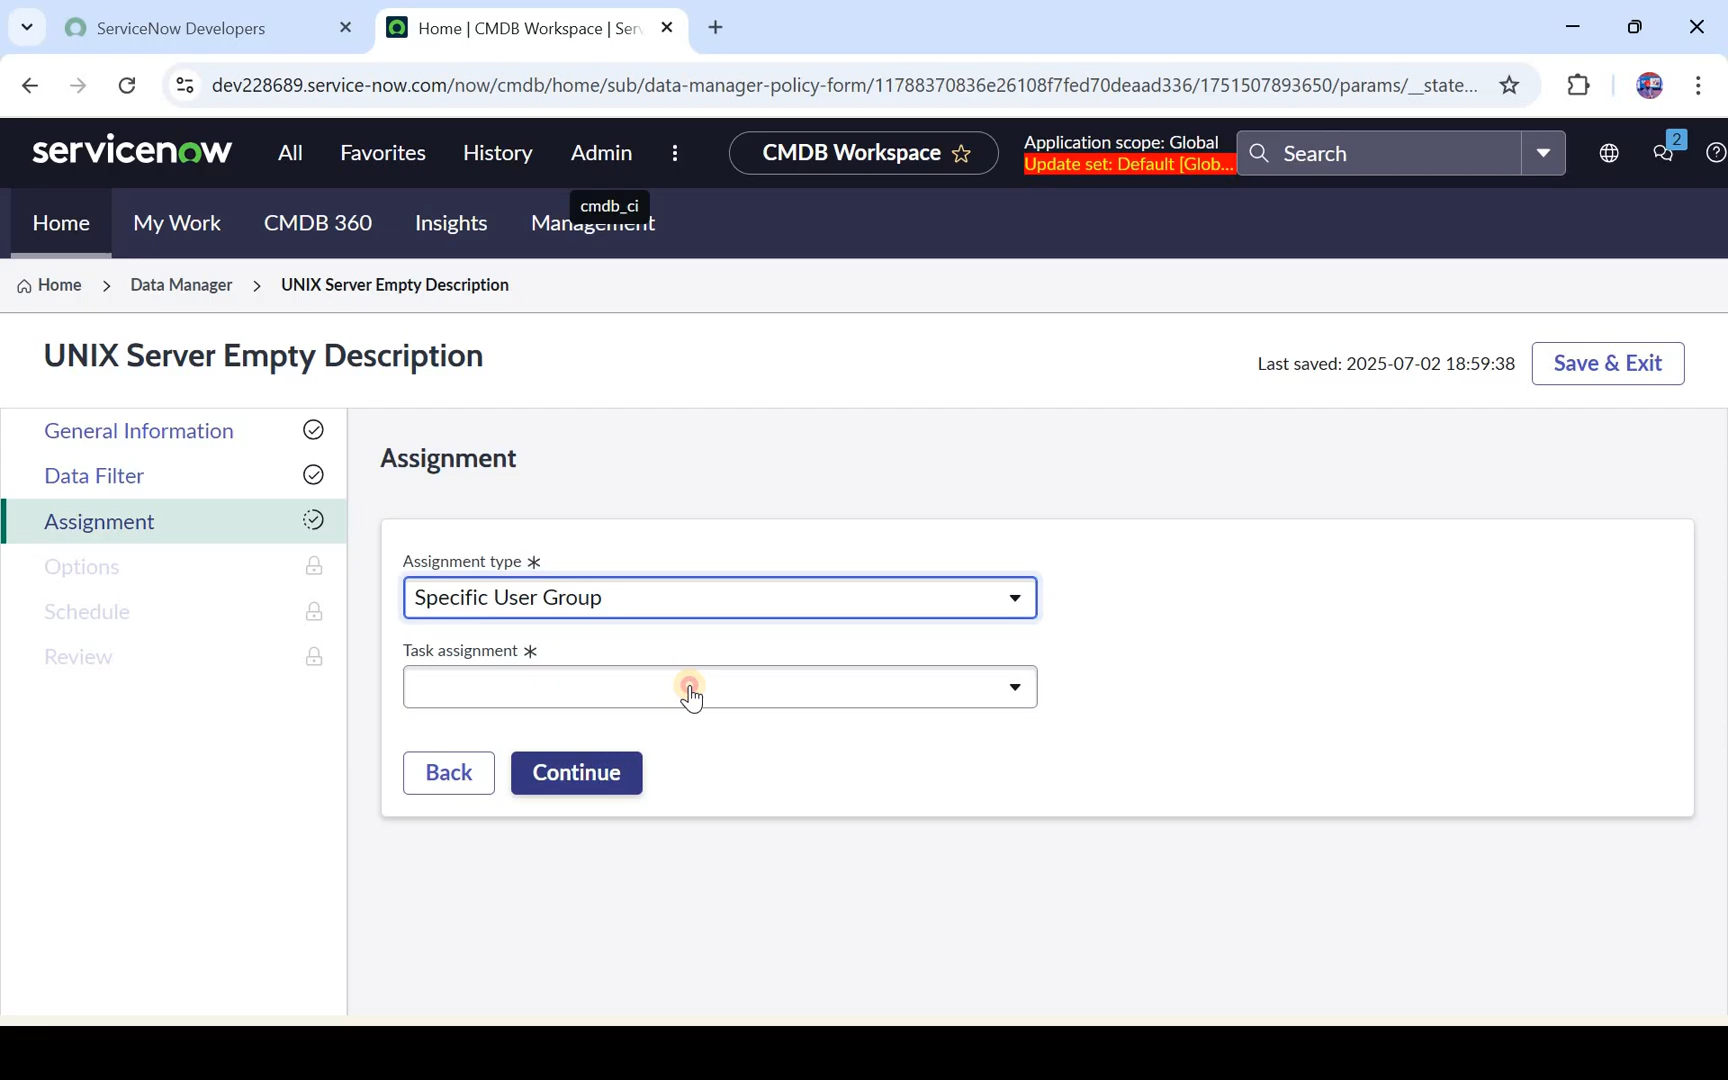 ServiceNow Developers
Home | CMDB Workspace | Serv
dev228689.service-now.com/now/cmdb/home/sub/data-manager-policy-form/11788370836e26108f7fed70deaad336/1751507893650/params/__state...
servicenow
All
Favorites
History
Admin
CMDB Workspace
Application scope: Global
Update set: Default [Glob...
Search
2
cmdb_ci
Home
My Work
CMDB 360
Insights
Management
Home
Data Manager
UNIX Server Empty Description
UNIX Server Empty Description
Last saved: 2025-07-02 18:59:38
Save & Exit
General Information
Data Filter
Assignment
Options
Schedule
Review
Assignment
Assignment type *
Specific User Group
Task assignment *
Back
Continue